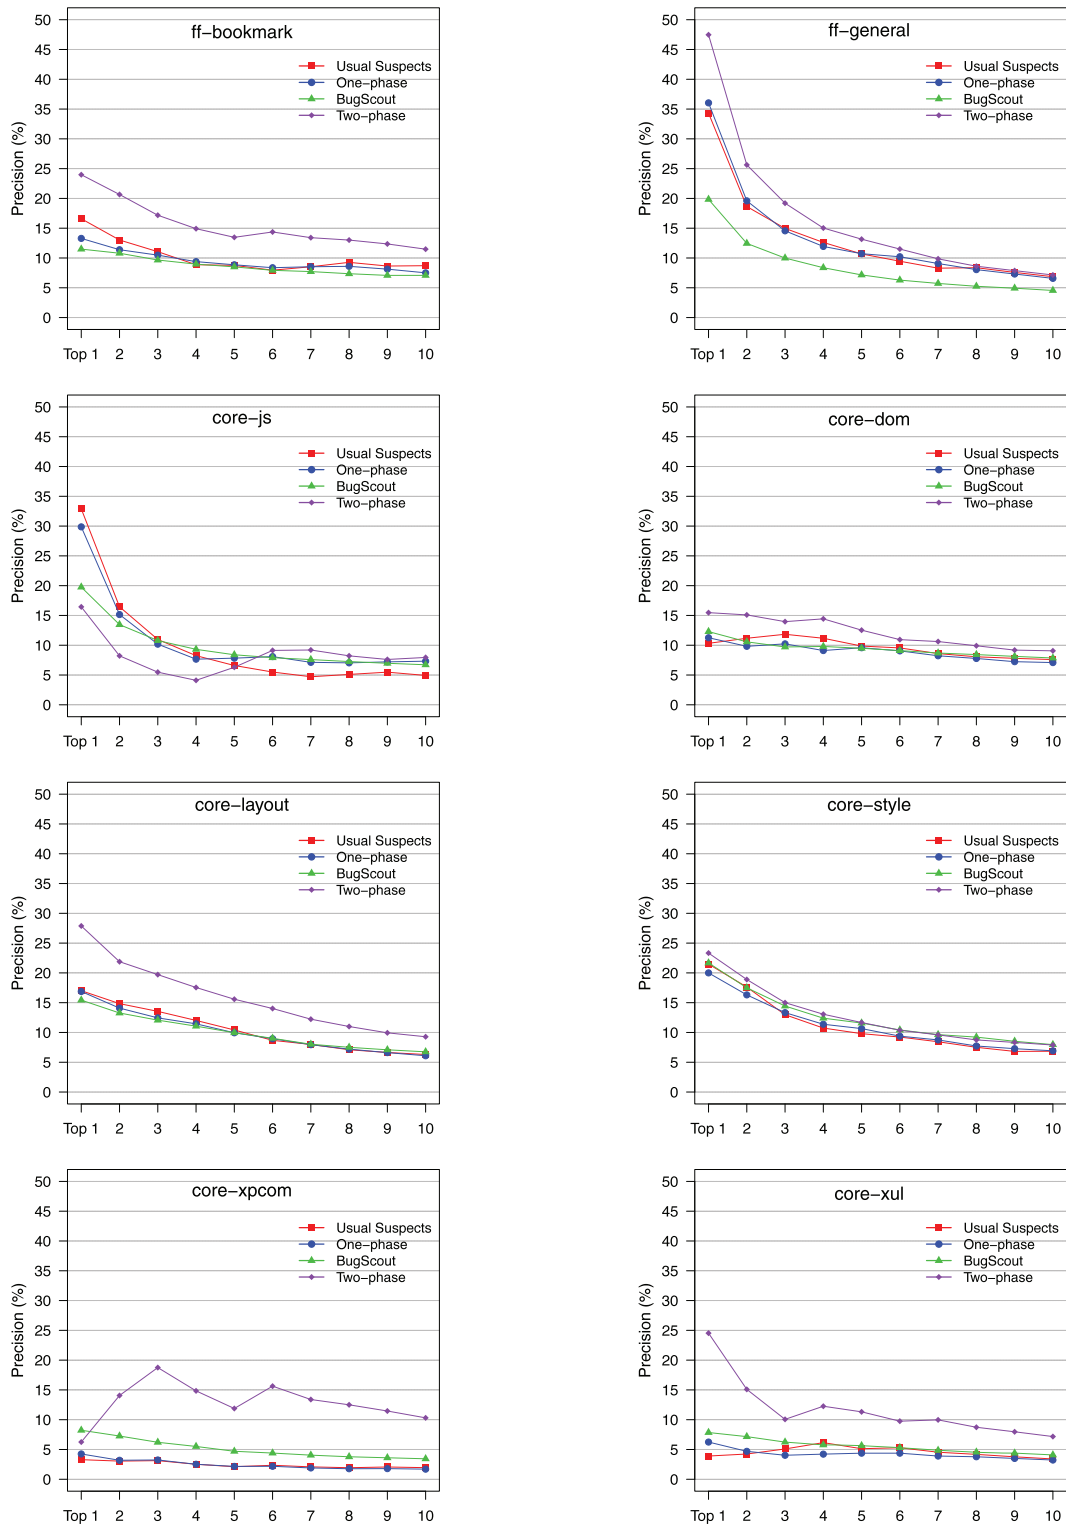 ff−bookmark
Usual Suspects
One−phase
BugScout
Two−phase
Precision (%)
50
45
40
35
30
25
20
15
10
5
0
Top 1 2 3 4 5 6 7 8 9 10
ff−general
Usual Suspects
One−phase
BugScout
Two−phase
Precision (%)
50
45
40
35
30
25
20
15
10
5
0
Top 1 2 3 4 5 6 7 8 9 10
core−js
Usual Suspects
One−phase
BugScout
Two−phase
Precision (%)
50
45
40
35
30
25
20
15
10
5
0
Top 1 2 3 4 5 6 7 8 9 10
core−dom
Usual Suspects
One−phase
BugScout
Two−phase
Precision (%)
50
45
40
35
30
25
20
15
10
5
0
Top 1 2 3 4 5 6 7 8 9 10
core−layout
Usual Suspects
One−phase
BugScout
Two−phase
Precision (%)
50
45
40
35
30
25
20
15
10
5
0
Top 1 2 3 4 5 6 7 8 9 10
core−style
Usual Suspects
One−phase
BugScout
Two−phase
Precision (%)
50
45
40
35
30
25
20
15
10
5
0
Top 1 2 3 4 5 6 7 8 9 10
core−xpcom
Usual Suspects
One−phase
BugScout
Two−phase
Precision (%)
50
45
40
35
30
25
20
15
10
5
0
Top 1 2 3 4 5 6 7 8 9 10
core−xul
Usual Suspects
One−phase
BugScout
Two−phase
Precision (%)
50
45
40
35
30
25
20
15
10
5
0
Top 1 2 3 4 5 6 7 8 9 10